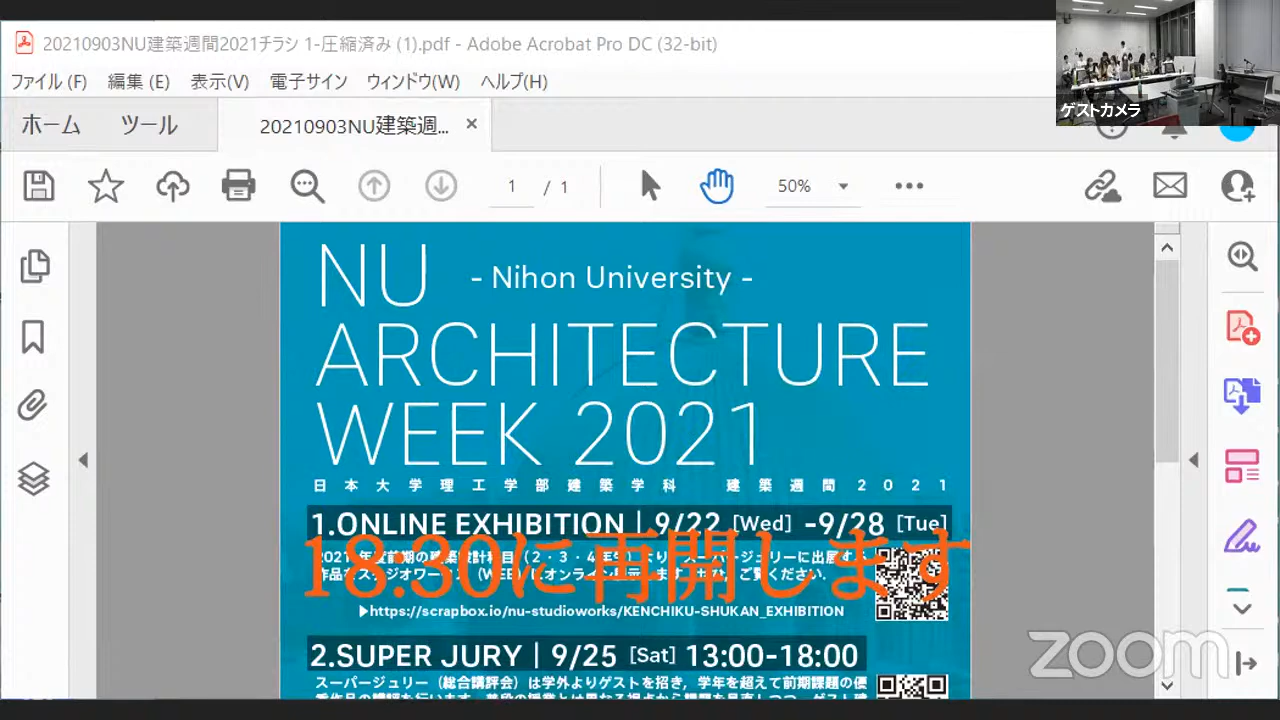 20210903NU建築週間2021チラシ 1-圧縮済み (1).pdf - Adobe Acrobat Pro DC (32-bit)
ファイル(F) 編集(E) 表示(V) 電子サイン ウィンドウ(W) ヘルプ(H)
ゲストカメラ
ホーム ツール 20210903NU建築週... ×
1 / 1 50%
NU - Nihon University -
ARCHITECTURE
WEEK 2021
日本大学理工学部建築学科 建築週間2021
1.ONLINE EXHIBITION | 9/22 [Wed] -9/28 [Tue]
18:30に再開します
▶https://scrapbox.io/nu-studioworks/KENCHIKU-SHUKAN_EXHIBITION
2.SUPER JURY | 9/25 [Sat] 13:00-18:00
スーパージュリー（総合講評会）は学外よりゲストを招き，学年を超えて前期課題の優
zoom